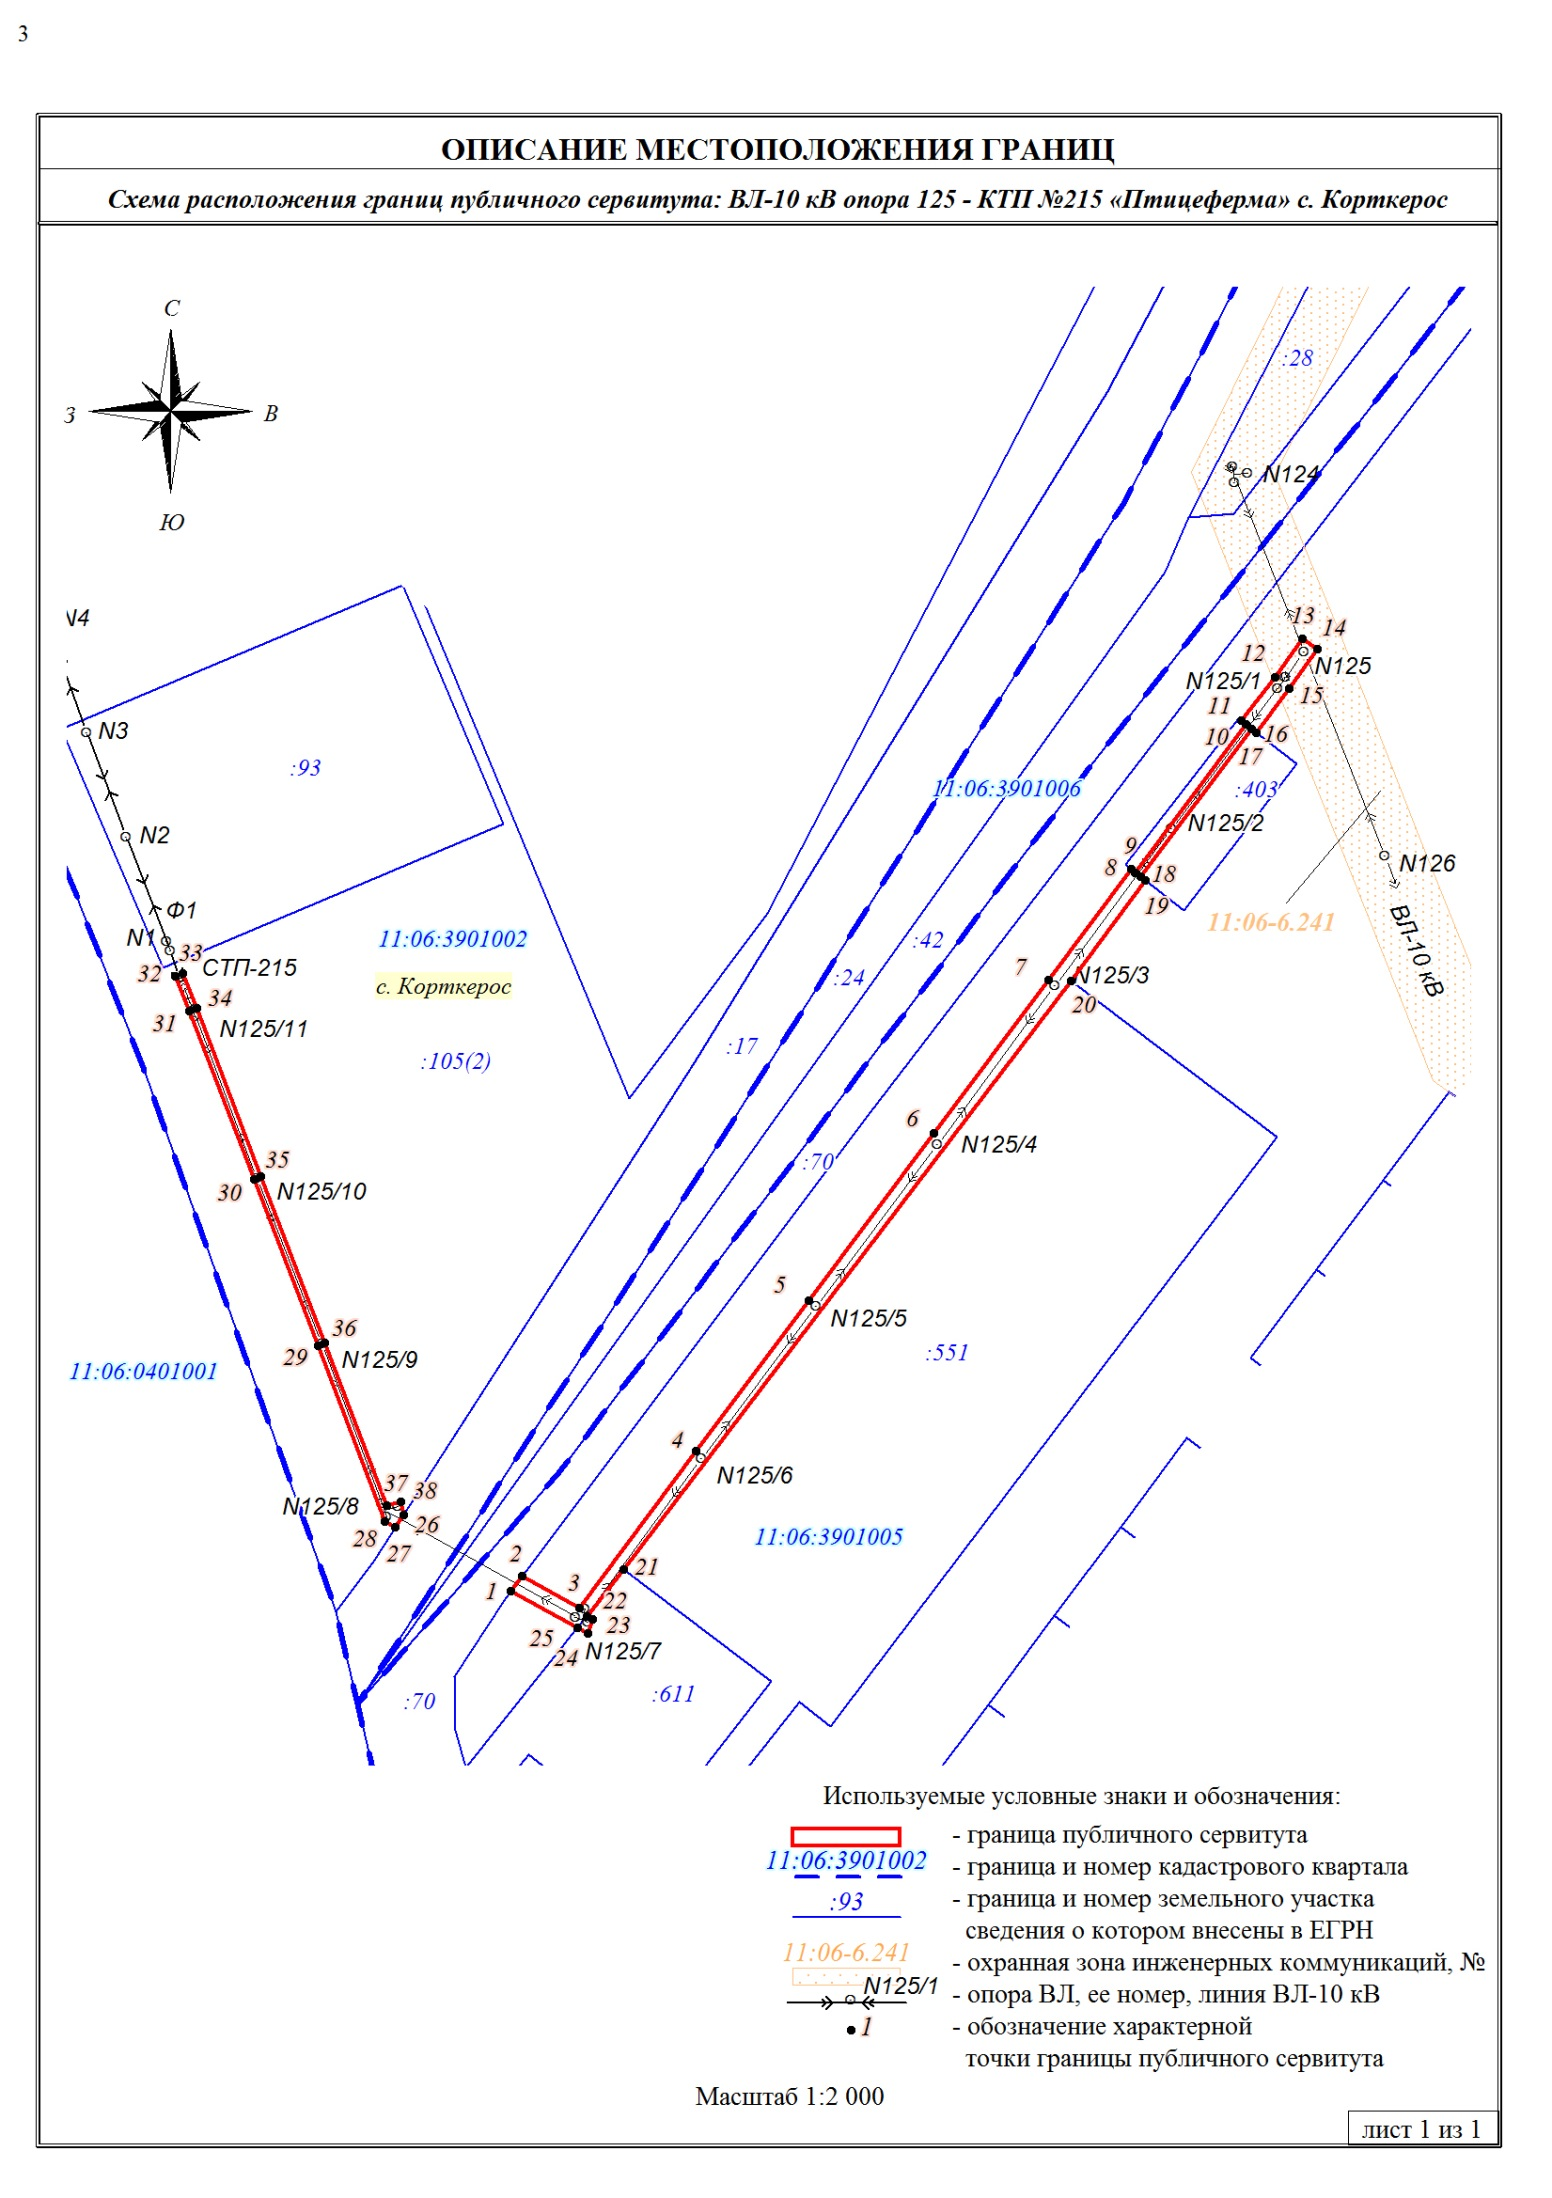 3
ОПИСАНИЕ МЕСТОПОЛОЖЕНИЯ ГРАНИЦ
Схема расположения границ публичного сервитута: ВЛ-10 кВ опора 125 - КТП №215 «Птицеферма» с. Корткерос
С
З
В
Ю
:28
N124
N4
13
14
12
N125
N125/1
15
11
16
10
17
N3
:93
11:06:3901006
:403
N125/2
N2
9
8
18
N126
19
Ф1
11:06-6.241
N1
33
11:06:3901002
:42
ВЛ-10 кВ
32
СТП-215
7
N125/3
:24
с. Корткерос
34
20
31
N125/11
:17
:105(2)
6
N125/4
35
:70
30
N125/10
5
N125/5
36
29
N125/9
:551
11:06:0401001
4
N125/6
37
38
N125/8
26
11:06:3901005
28
27
2
21
3
1
22
23
25
24
N125/7
:70
:611
Используемые условные знаки и обозначения:
- граница публичного сервитута
11:06:3901002
- граница и номер кадастрового квартала
:93
- граница и номер земельного участка
сведения о котором внесены в ЕГРН
11:06-6.241
- охранная зона инженерных коммуникаций, №
N125/1
- опора ВЛ, ее номер, линия ВЛ-10 кВ
1
- обозначение характерной
точки границы публичного сервитута
Масштаб 1:2 000
лист 1 из 1